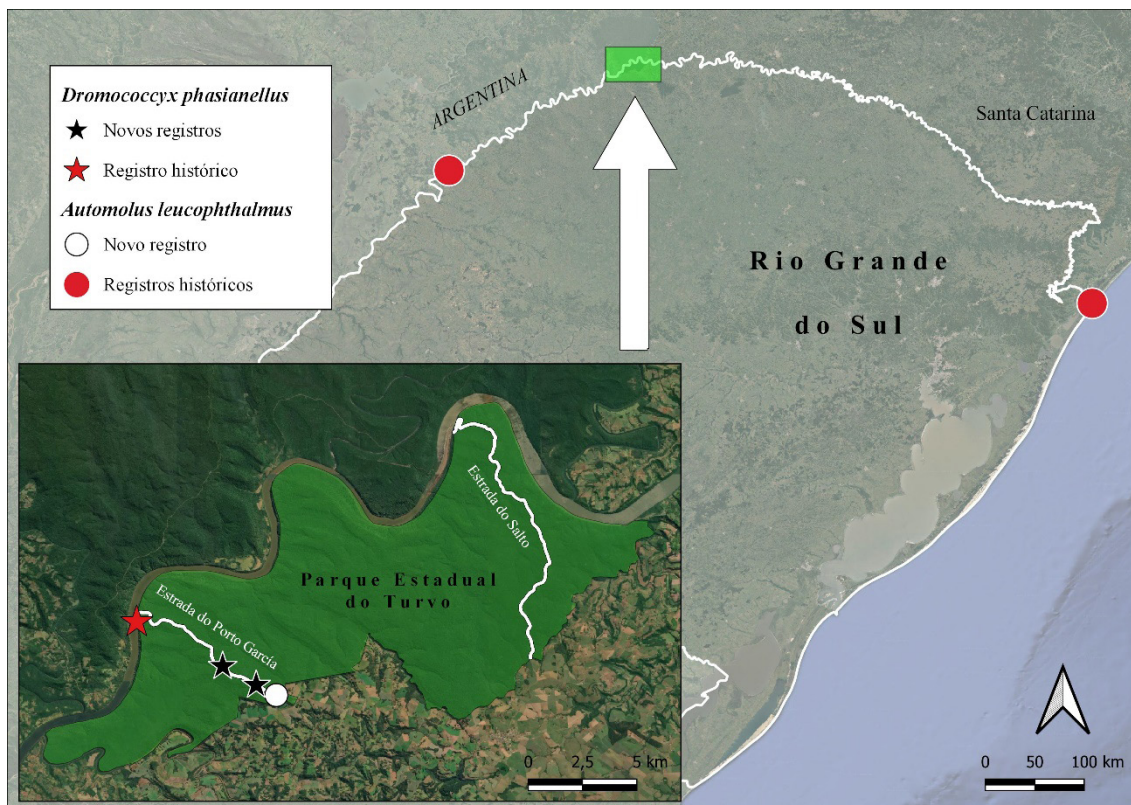 Dromococcyx phasianellus
Novos registros
Registro histórico
Automolus leucophthalmus
Novo registro
Registros históricos
ARGENTINA
Santa Catarina
Rio Grande
do Sul
Estrada do Salto
Parque Estadual
do Turvo
Estrada do Porto García
0 2,5 5 km
0 50 100 km